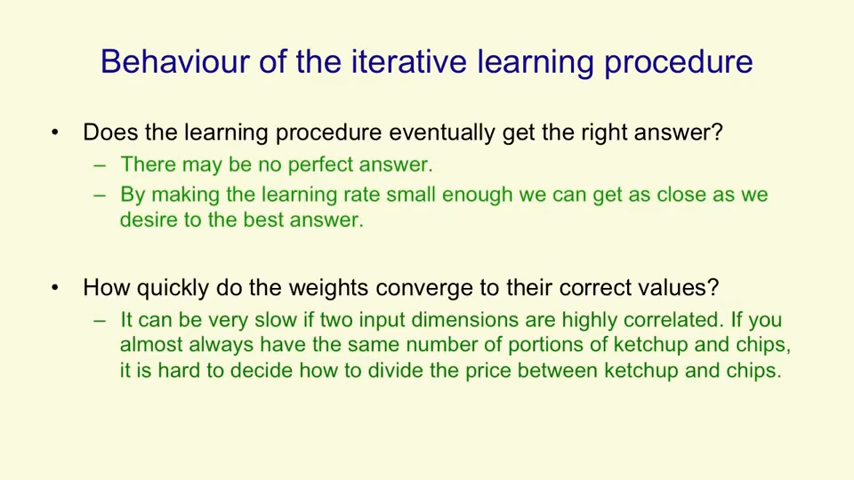 Behaviour of the iterative learning procedure
• Does the learning procedure eventually get the right answer?
– There may be no perfect answer.
– By making the learning rate small enough we can get as close as we
desire to the best answer.
• How quickly do the weights converge to their correct values?
– It can be very slow if two input dimensions are highly correlated. If you
almost always have the same number of portions of ketchup and chips,
it is hard to decide how to divide the price between ketchup and chips.